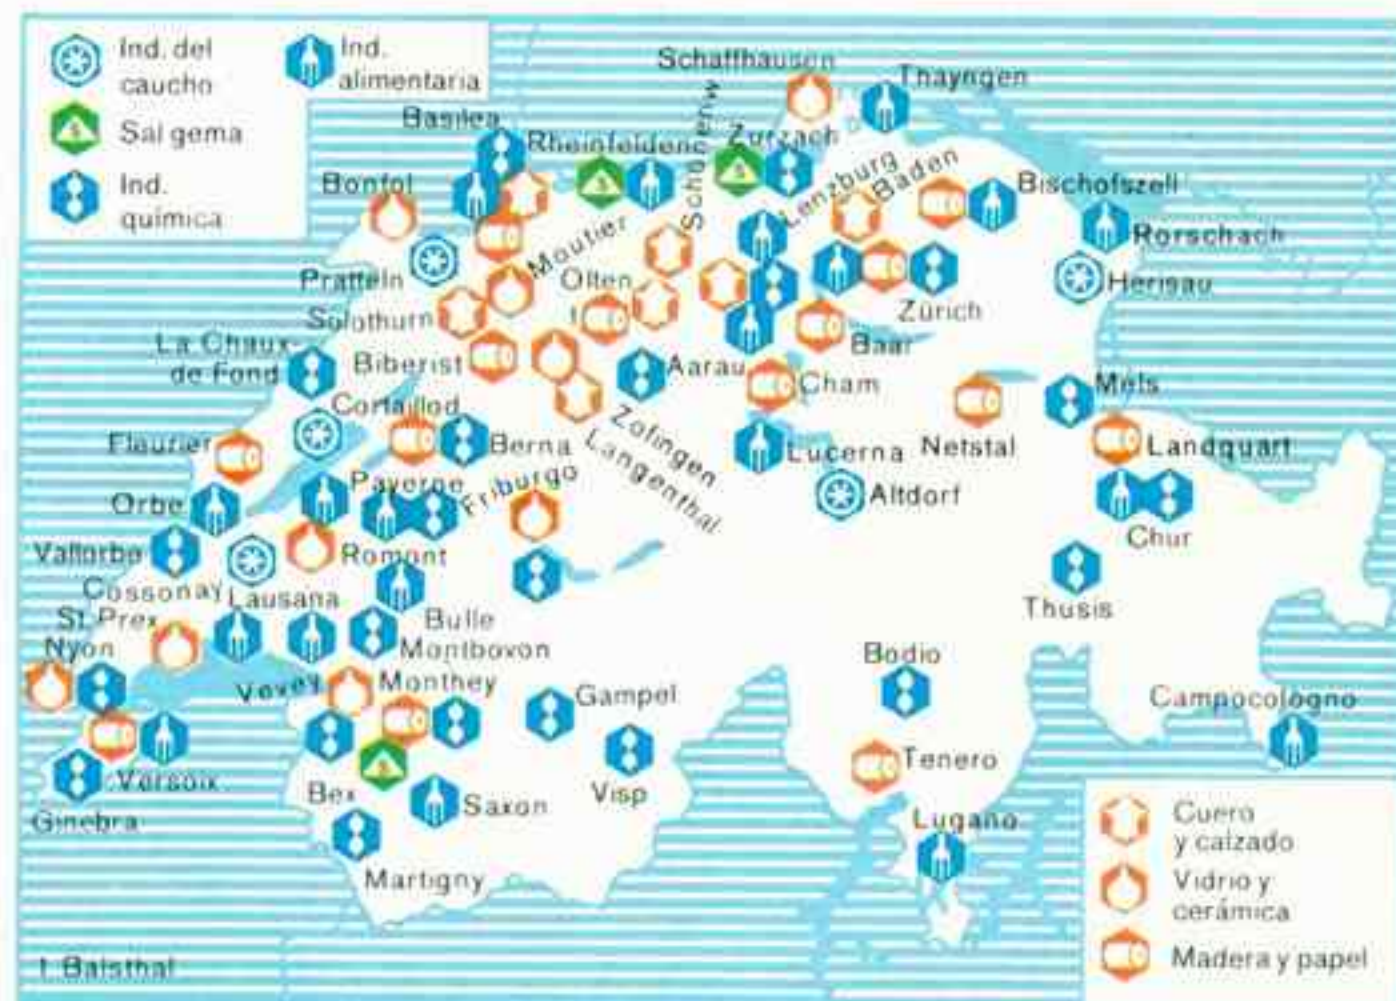 Ind. del
caucho
Ind.
alimentaria
Sal gema
Ind.
química
Schaffhausen
Thayngen
Basilea
Rheinfelden
Zurzach
Lenzburg
Baden
Bonfol
Bischofszell
Moutier
Rorschach
Pratteln
Olten
Herisau
Solothurn
1
Zürich
La Chaux-
de Fond
Biberist
Aarau
Baar
Cham
Mels
Cortaillod
Zofingen
Langenthal
Fleurier
Berna
Lucerna
Netstal
Landquart
Orbe
Payerne
Friburgo
Altdorf
Chur
Vallorbe
Romont
Cossonay
Lausana
Thusis
St. Prex
Bulle
Nyon
Montbovon
Bodio
Vevey
Monthey
Gampel
Campocologno
Versoix
Tenero
Ginebra
Bex
Saxon
Visp
Lugano
Martigny
Cuero
y calzado
Vidrio y
cerámica
Madera y papel
1 Balsthal